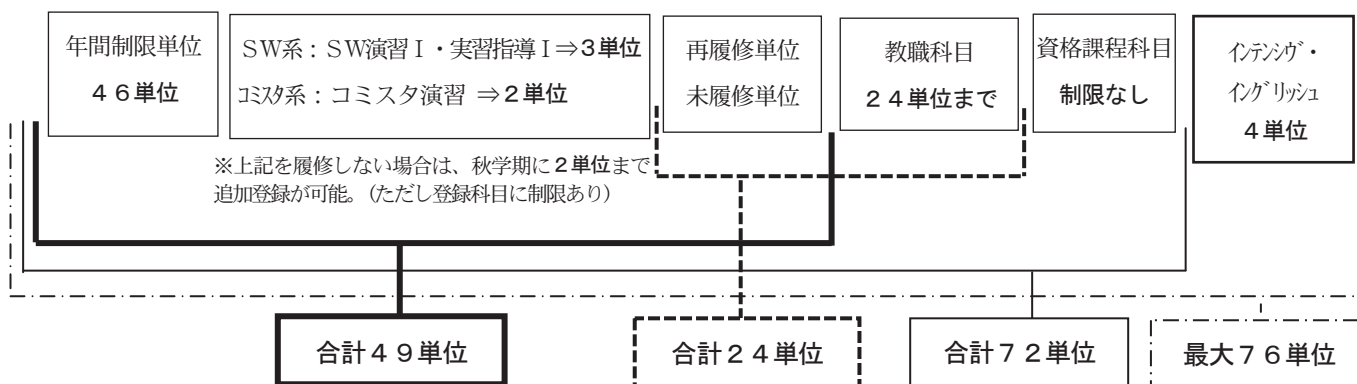 年間制限単位
４６単位
ＳＷ系：ＳＷ演習Ⅰ・実習指導Ⅰ⇒３単位
ｺﾐｽﾀ系：コミスタ演習 ⇒２単位
再履修単位
未履修単位
教職科目
２４単位まで
資格課程科目
制限なし
ｲﾝﾃﾝｼｳﾞ・
ｲﾝｸﾞﾘｯｼｭ
４単位
※上記を履修しない場合は、秋学期に２単位まで
追加登録が可能。（ただし登録科目に制限あり）
合計４９単位
合計２４単位
合計７２単位
最大７６単位